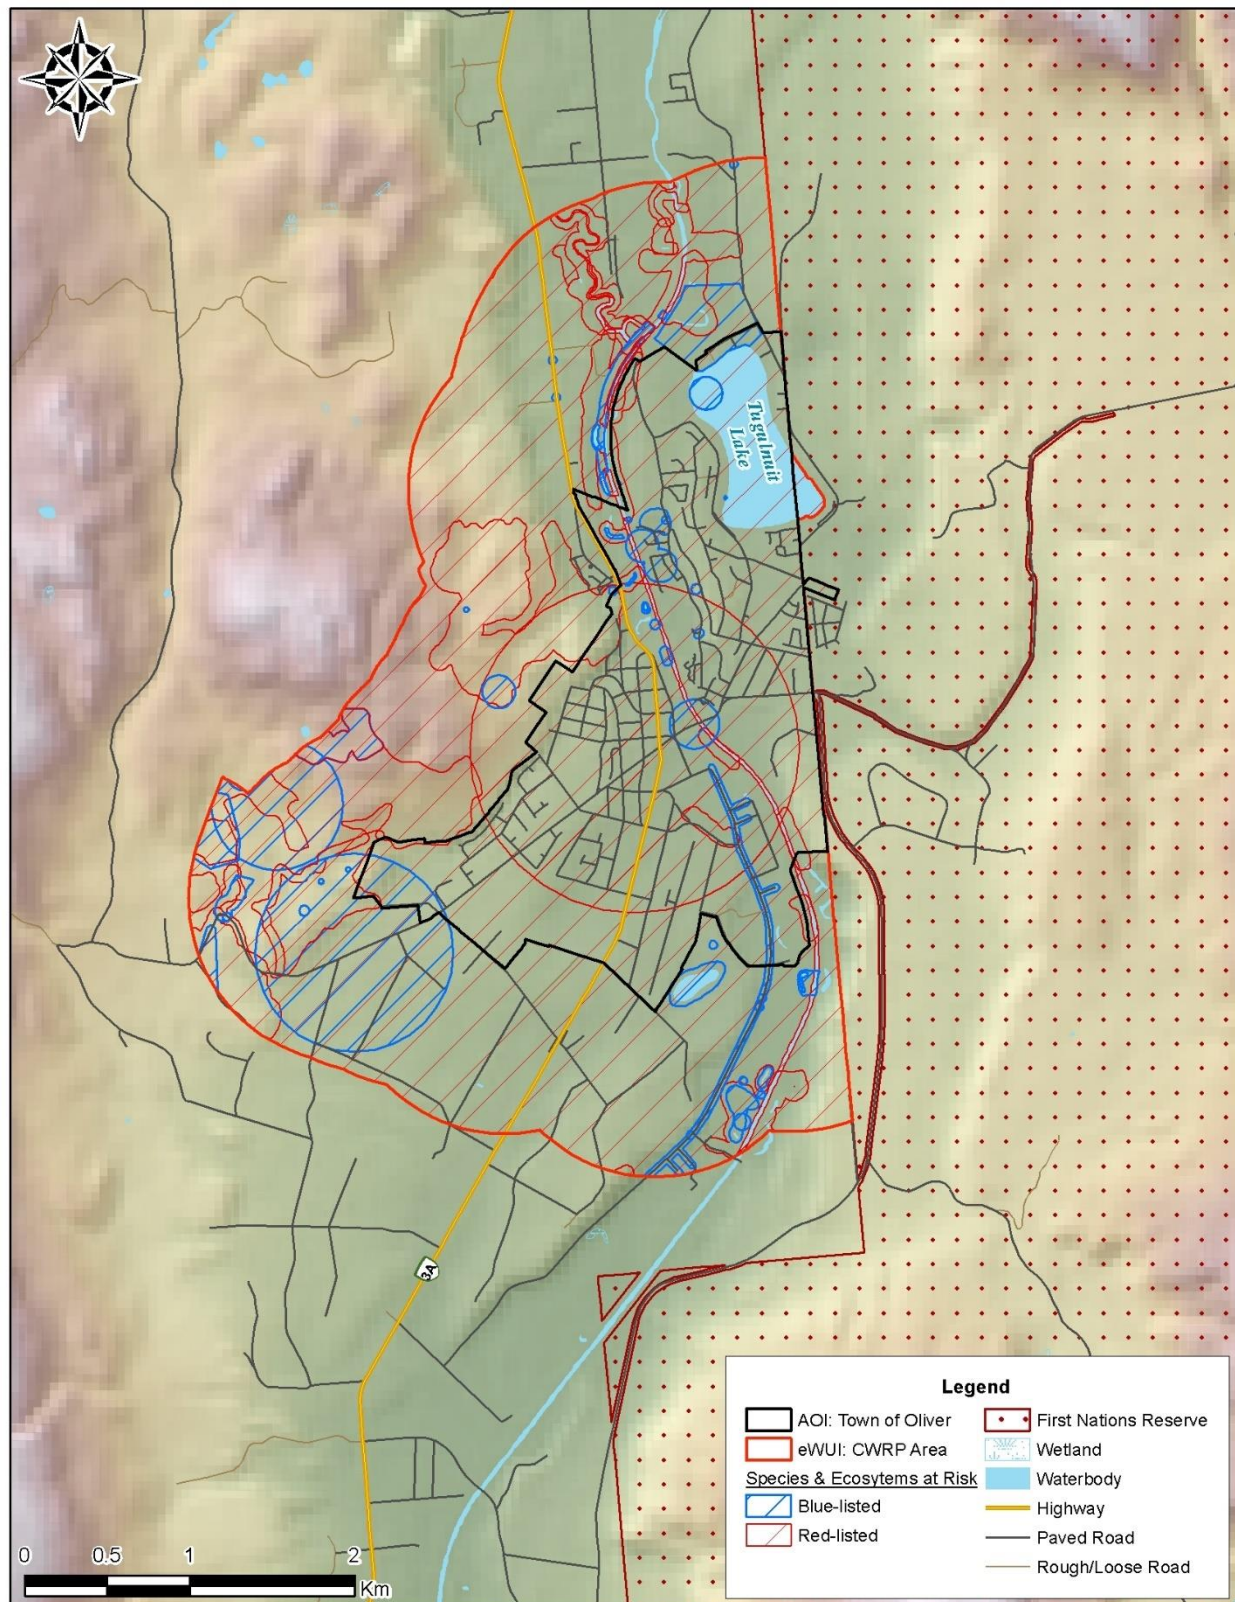 Tugulnuit
Lake
3A
0 0.5 1 2
Km
Legend
AOI: Town of Oliver
eWUI: CWRP Area
Species & Ecosytems at Risk
Blue-listed
Red-listed
First Nations Reserve
Wetland
Waterbody
Highway
Paved Road
Rough/Loose Road